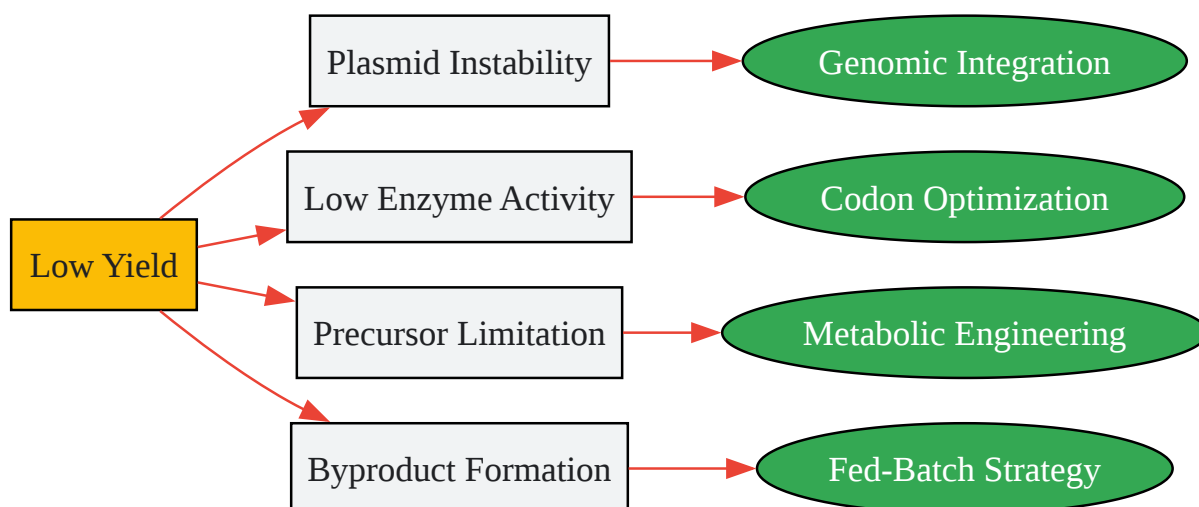 Plasmid Instability
Genomic Integration
Low Enzyme Activity
Codon Optimization
Low Yield
Precursor Limitation
Metabolic Engineering
Byproduct Formation
Fed-Batch Strategy